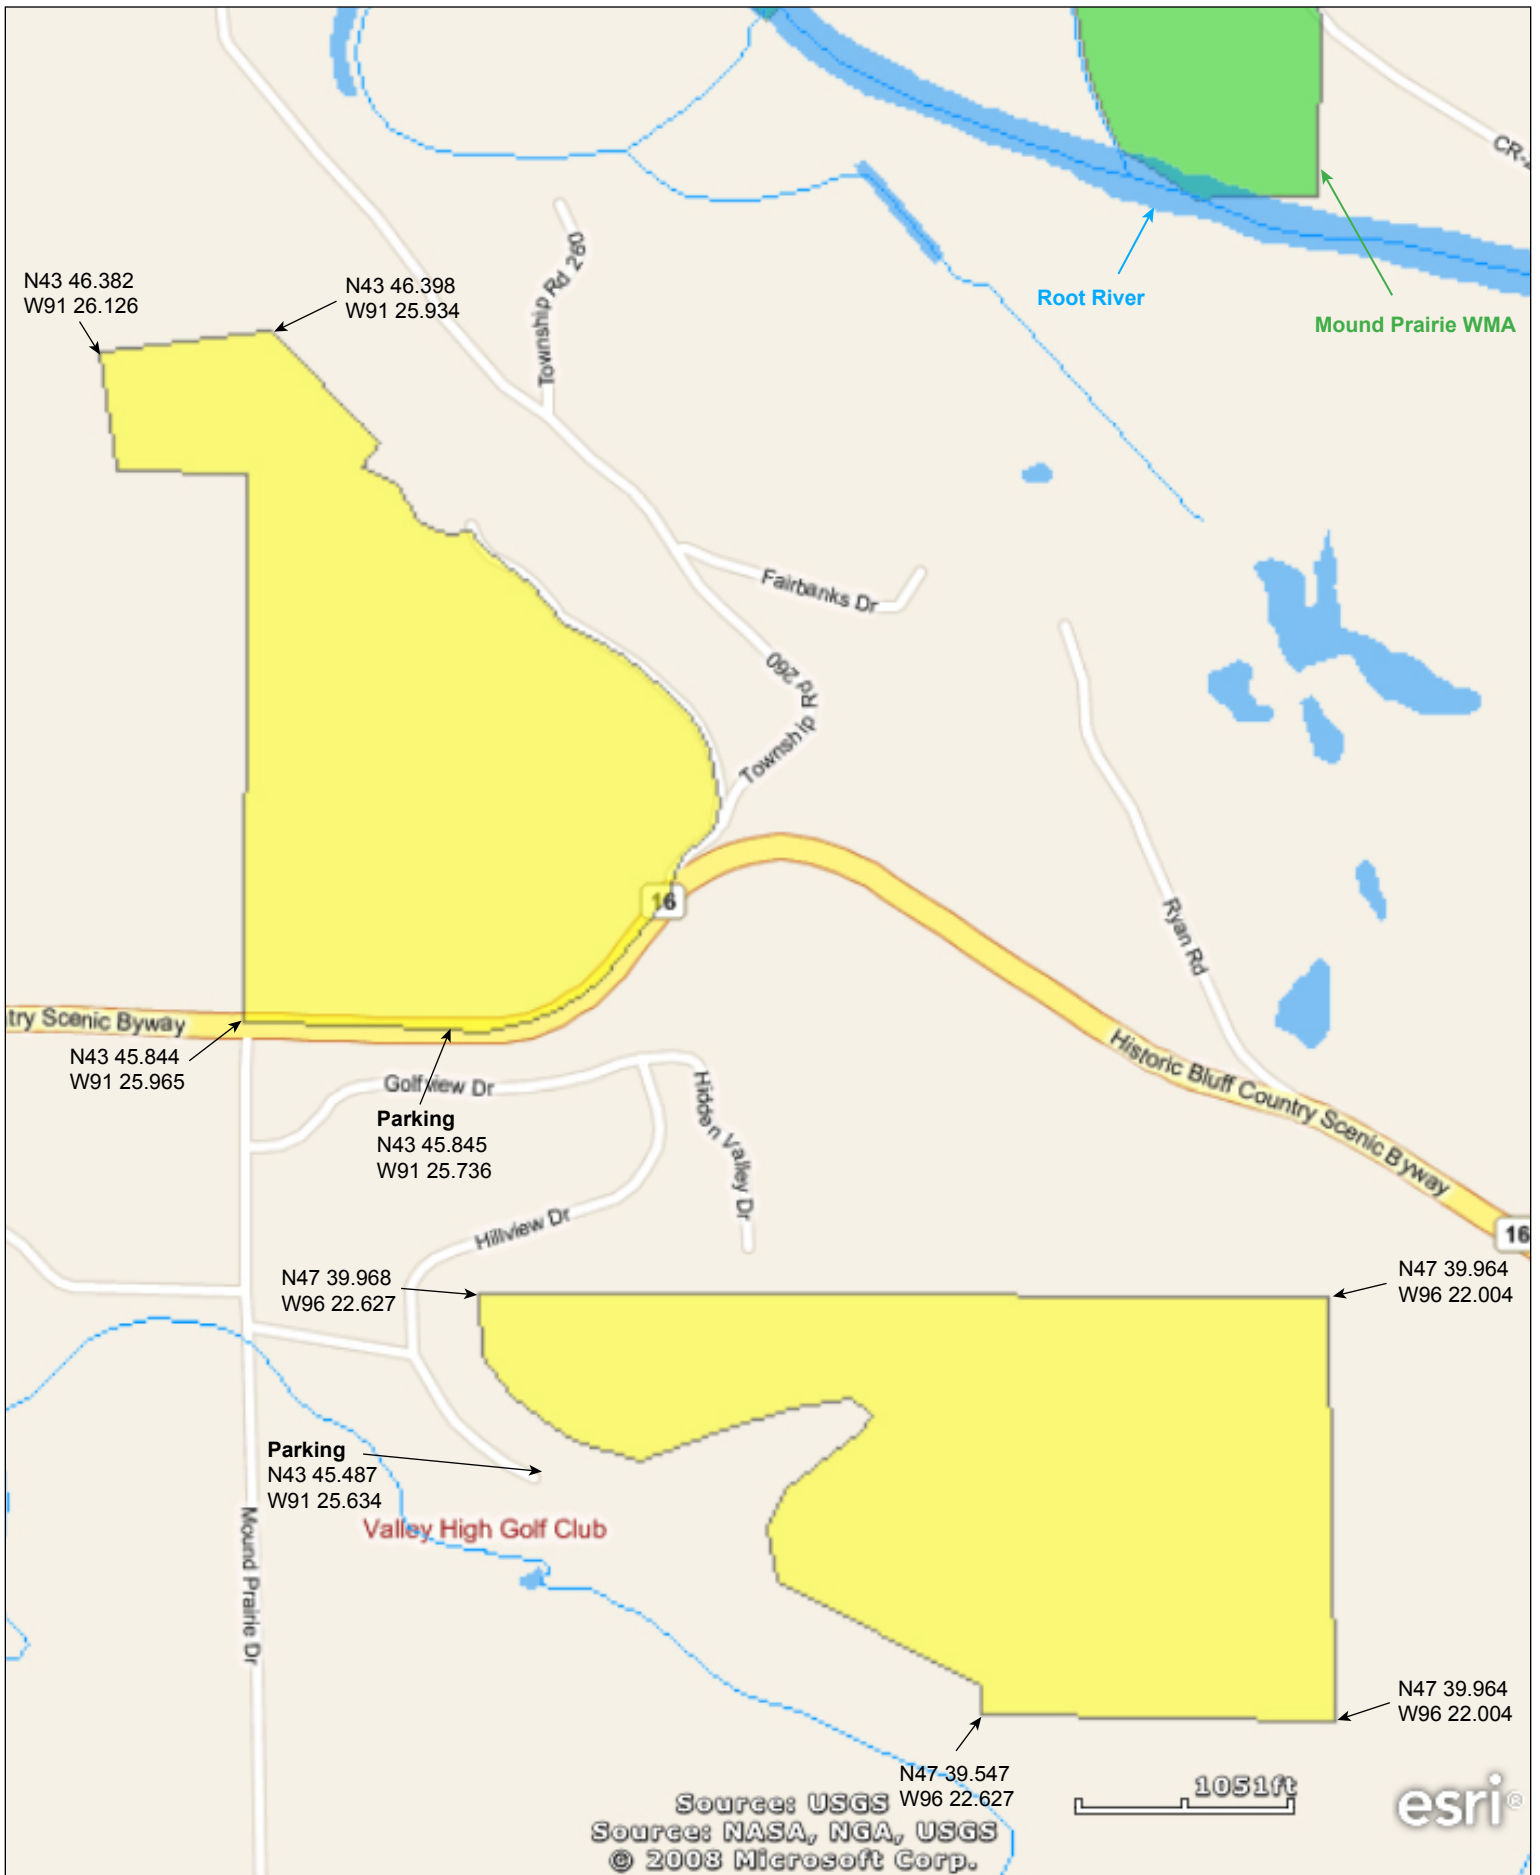 CR-
Root River
Mound Prairie WMA
N43 46.382
W91 26.126
N43 46.398
W91 25.934
Township Rd 260
Fairbanks Dr
Township Rd 260
16
Ryan Rd
try Scenic Byway
Historic Bluff Country Scenic Byway
N43 45.844
W91 25.965
Golfview Dr
Hidden Valley Dr
Parking
N43 45.845
W91 25.736
Hillview Dr
16
N47 39.968
W96 22.627
N47 39.964
W96 22.004
Parking
N43 45.487
W91 25.634
Valley High Golf Club
Mound Prairie Dr
N47 39.964
W96 22.004
N47 39.547
W96 22.627
1051ft
Source: USGS
Source: NASA, NGA, USGS
© 2008 Microsoft Corp.
esri®